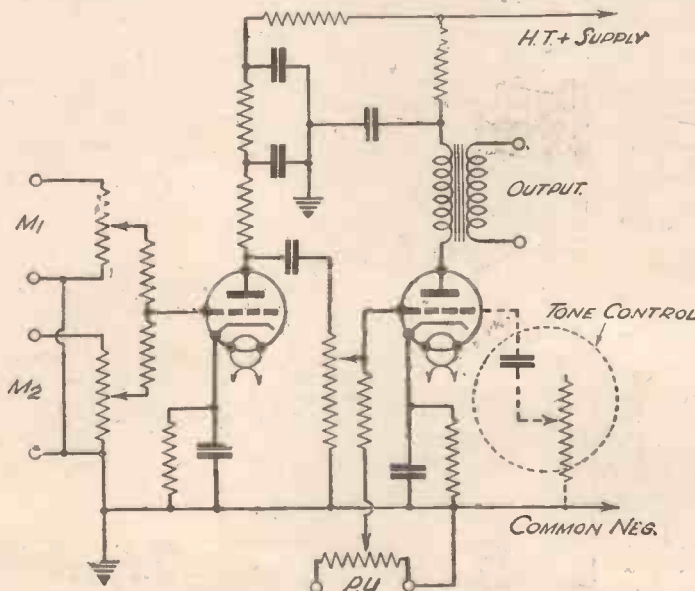 H.T.+ SUPPLY
M1
OUTPUT.
TONE CONTROL
M2
COMMON NEG.
P.U